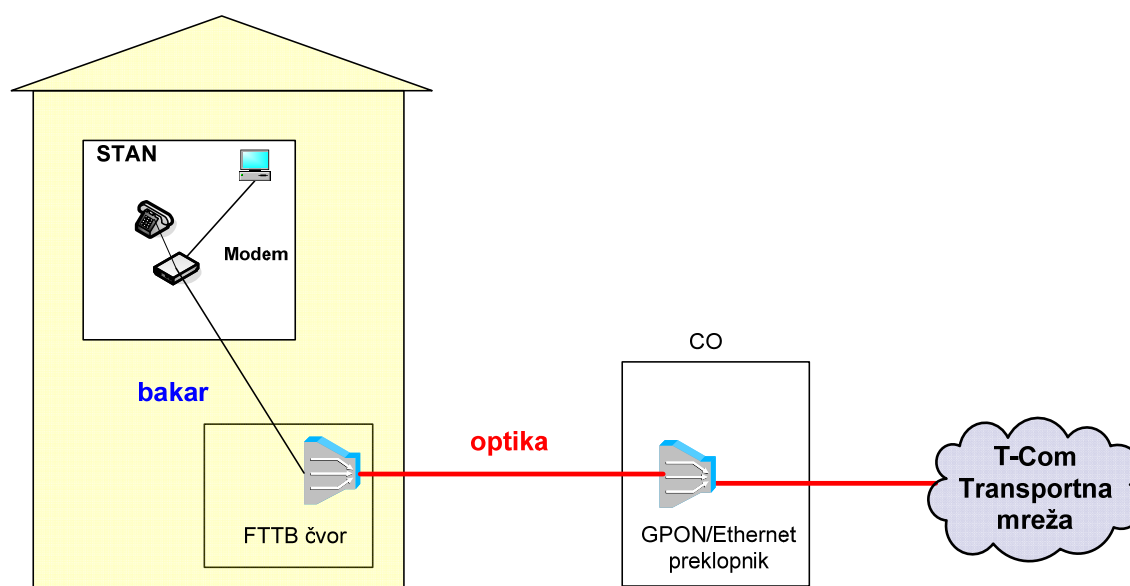 STAN
Modem
bakar
FTTB čvor
optika
CO
GPON/Ethernet
preklopnik
T-Com
Transportna
mreža